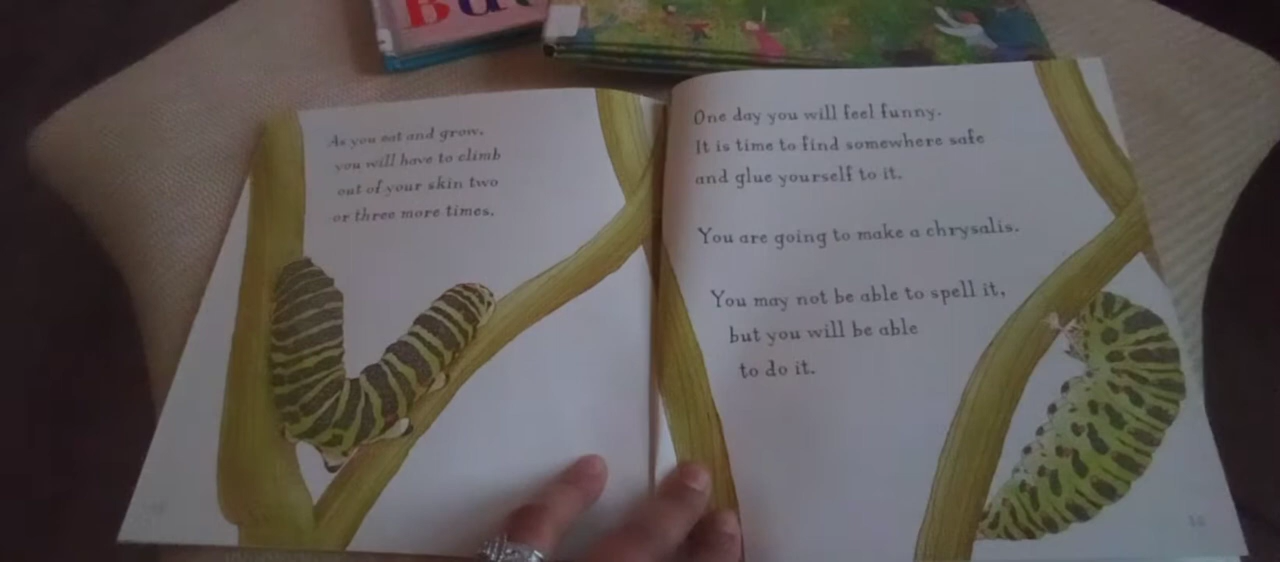 Bu
As you eat and grow,
you will have to climb
out of your skin two
or three more times.
One day you will feel funny.
It is time to find somewhere safe
and glue yourself to it.
You are going to make a chrysalis.
You may not be able to spell it,
but you will be able
to do it.